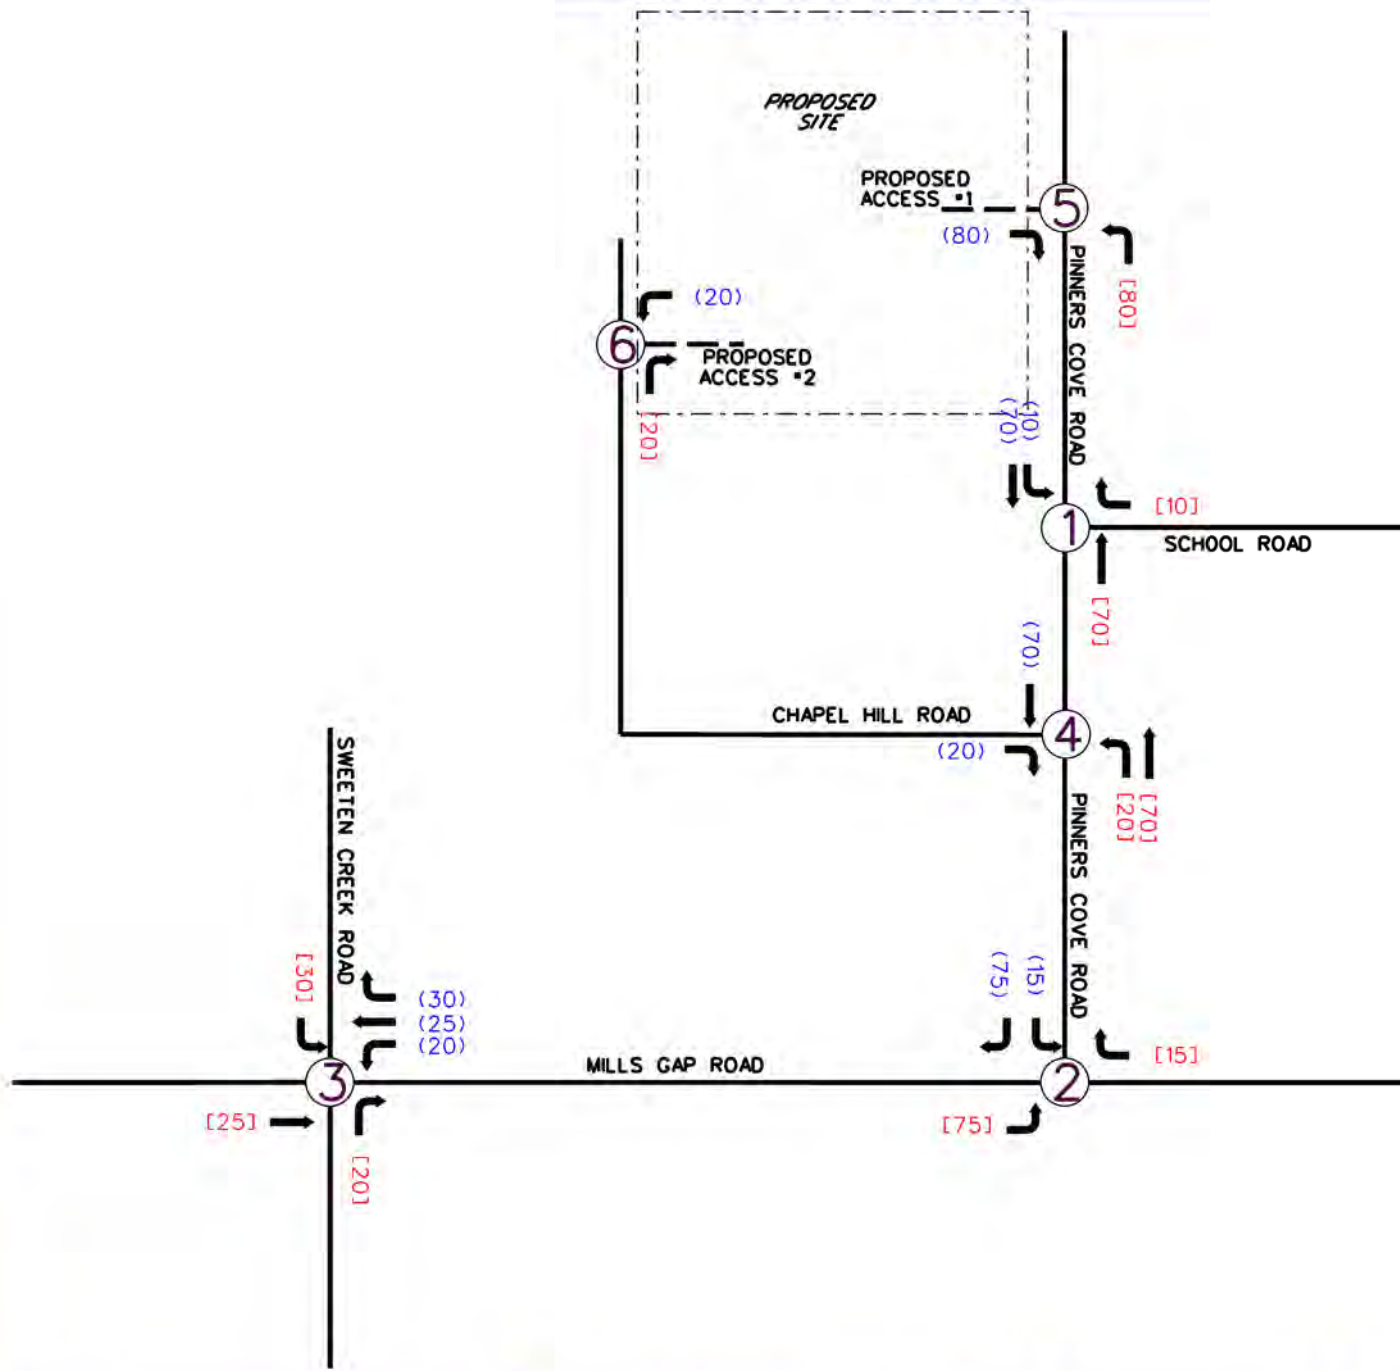 PROPOSED
SITE
PROPOSED
ACCESS #1
5
(80)
[80]
PINNERS COVE ROAD
(20)
6
PROPOSED
ACCESS #2
[20]
(70)
(10)
[10]
1
SCHOOL ROAD
[70]
(70)
CHAPEL HILL ROAD
4
(20)
[20]
[70]
PINNERS COVE ROAD
SWEETEN CREEK ROAD
[30]
(30)
(25)
(20)
3
[25]
[20]
MILLS GAP ROAD
(75)
(15)
[15]
2
[75]